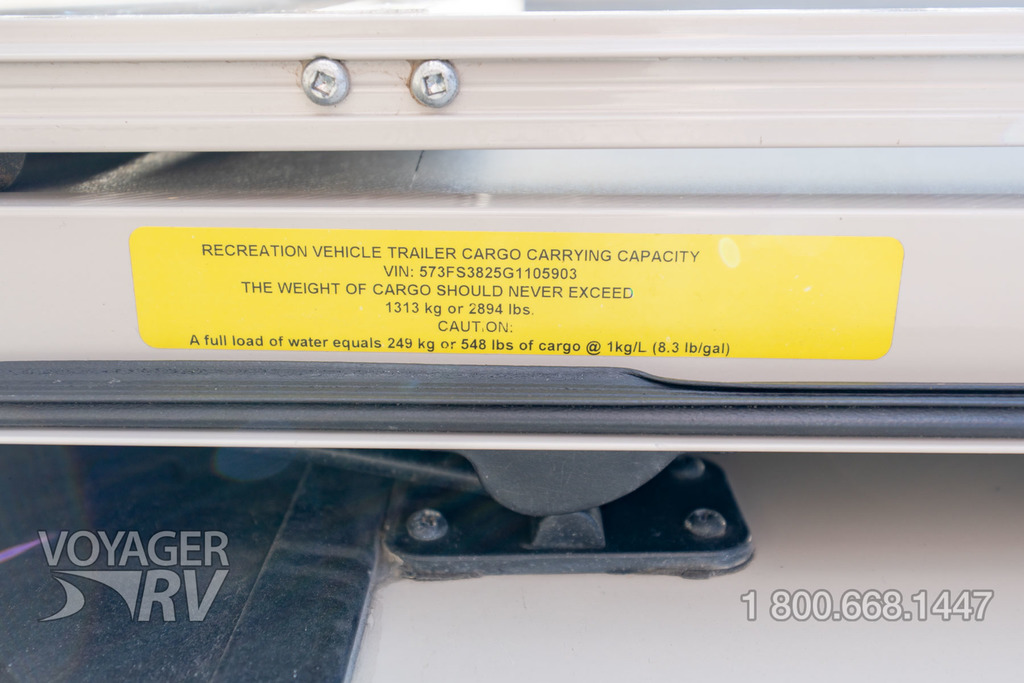 RECREATION VEHICLE TRAILER CARGO CARRYING CAPACITY
VIN: 573FS3825G1105903
THE WEIGHT OF CARGO SHOULD NEVER EXCEED
1313 kg or 2894 lbs.
CAUTION:
A full load of water equals 249 kg or 548 lbs of cargo @ 1kg/L (8.3 lb/gal)
VOYAGER
RV
1 800.668.1447